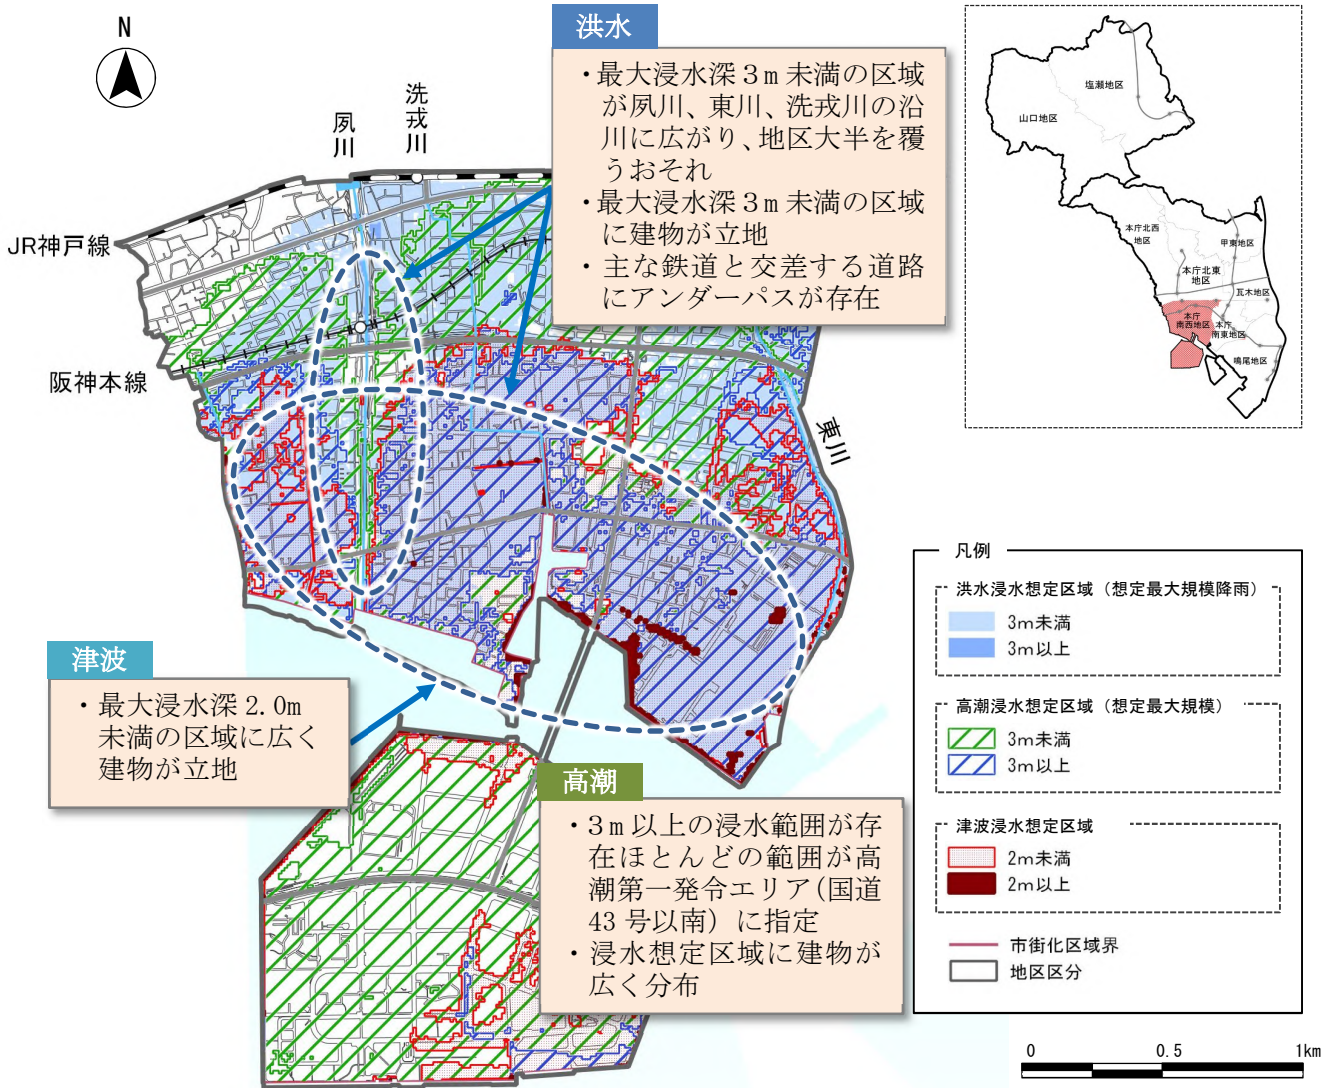 N
洪水
・最大浸水深３ｍ未満の区域
が夙川、東川、洗戎川の沿
川に広がり、地区大半を覆
うおそれ
・最大浸水深３ｍ未満の区域
に建物が立地
・主な鉄道と交差する道路
にアンダーパスが存在
夙川
洗戎川
JR神戸線
阪神本線
東川
塩瀬地区
山口地区
本庁北西
地区
甲東地区
本庁北東
地区
瓦木地区
本庁
南西地区
本庁
南東地区
鳴尾地区
津波
・最大浸水深 2.0m
未満の区域に広く
建物が立地
高潮
・３ｍ以上の浸水範囲が存
在ほとんどの範囲が高
潮第一発令エリア(国道
43 号以南）に指定
・浸水想定区域に建物が
広く分布
凡例
洪水浸水想定区域（想定最大規模降雨）
3ｍ未満
3ｍ以上
高潮浸水想定区域（想定最大規模）
3ｍ未満
3ｍ以上
津波浸水想定区域
2ｍ未満
2ｍ以上
市街化区域界
地区区分
0 0.5 1km